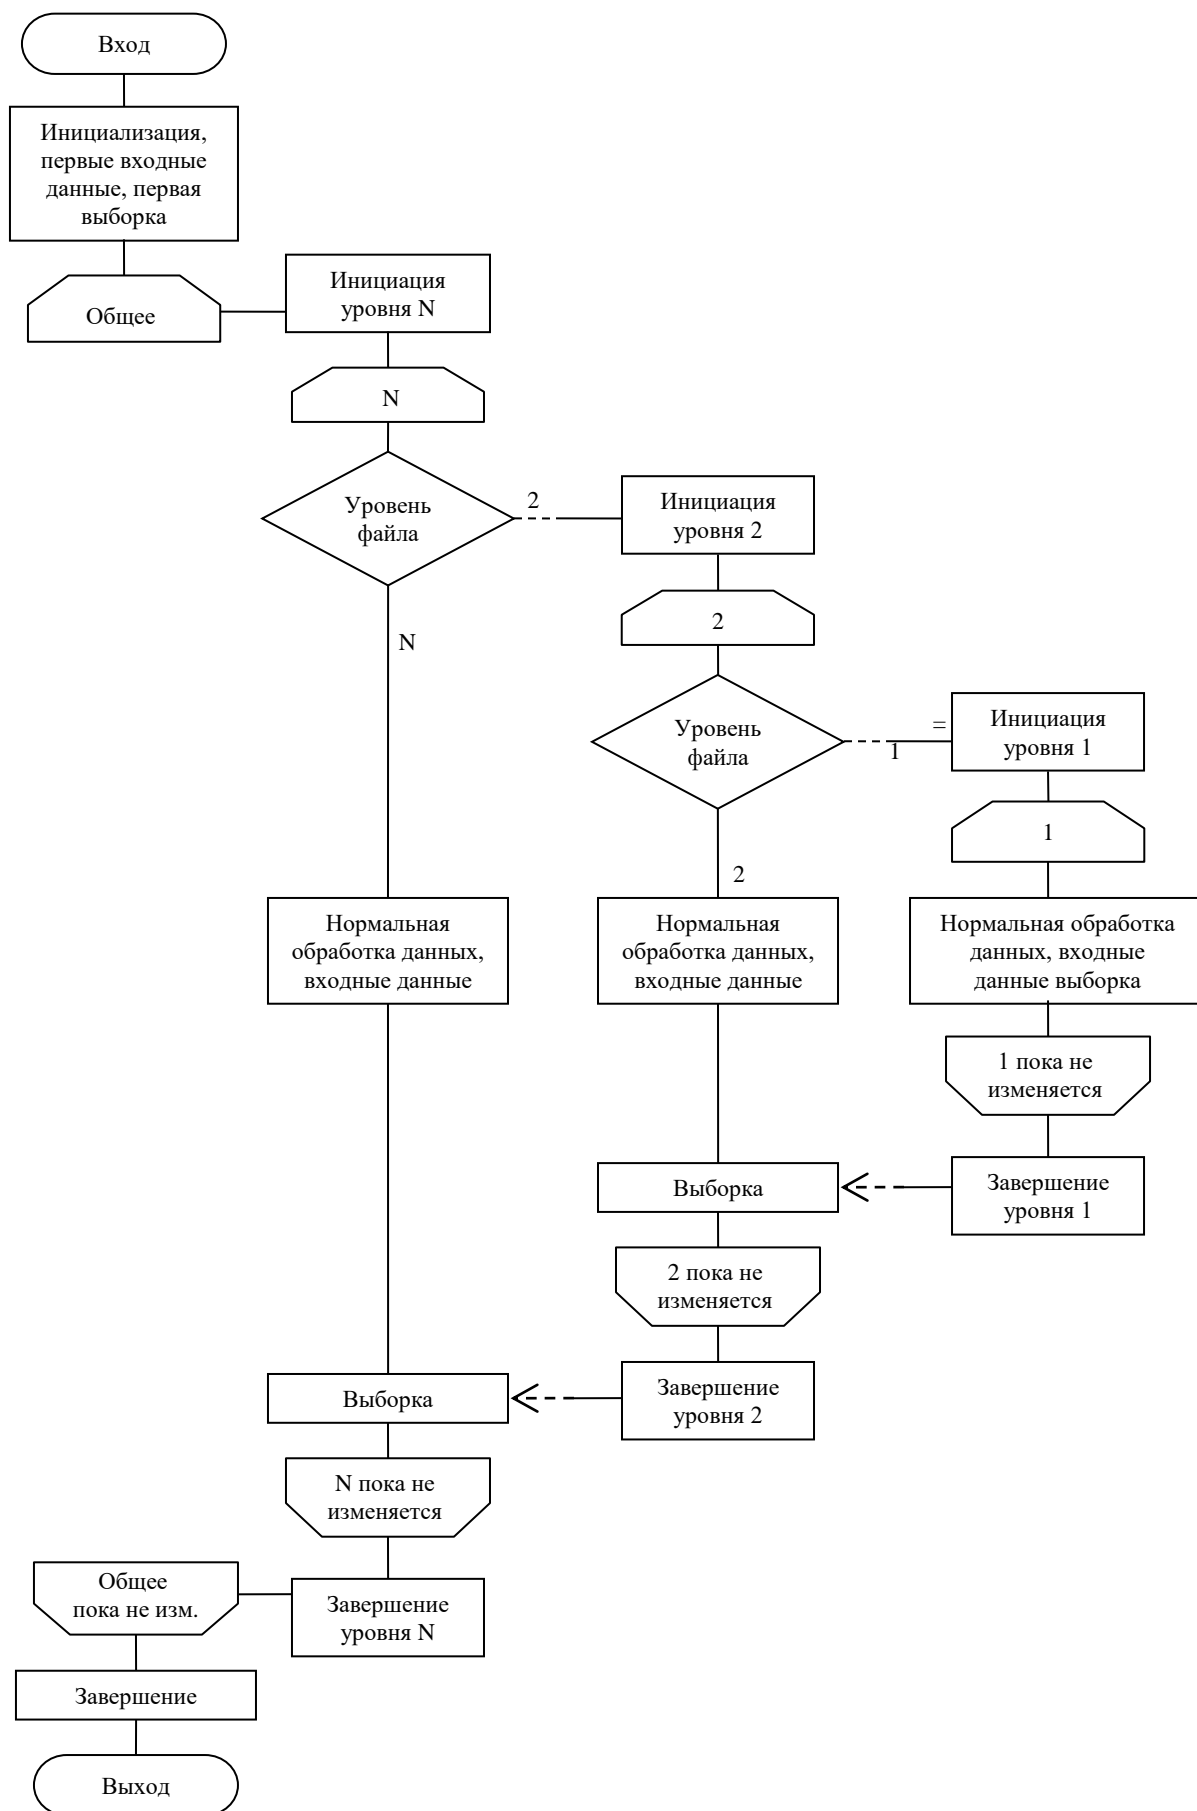 Вход
Инициализация,
первые входные
данные, первая
выборка
Общее
Инициация
уровня N
N
Уровень
файла
2
Инициация
уровня 2
2
N
Уровень
файла
=
1
Инициация
уровня 1
1
2
Нормальная
обработка данных,
входные данные
Нормальная
обработка данных,
входные данные
Нормальная обработка
данных, входные
данные выборка
1 пока не
изменяется
Завершение
уровня 1
Выборка
2 пока не
изменяется
Завершение
уровня 2
Выборка
N пока не
изменяется
Завершение
уровня N
Общее
пока не изм.
Завершение
Выход